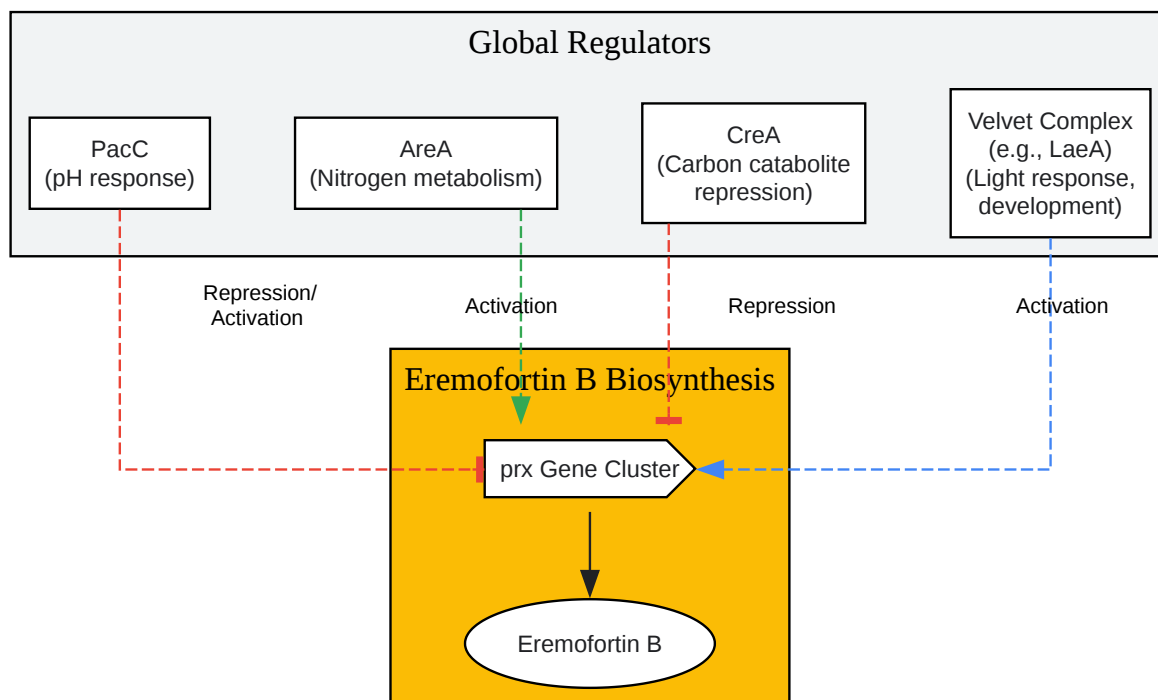 Global Regulators
PacC
(pH response)
AreA
(Nitrogen metabolism)
CreA
(Carbon catabolite
repression)
Velvet Complex
(e.g., LaeA)
(Light response,
development)
Repression/
Activation
Activation
Repression
Activation
Eremofortin B Biosynthesis
prx Gene Cluster
Eremofortin B